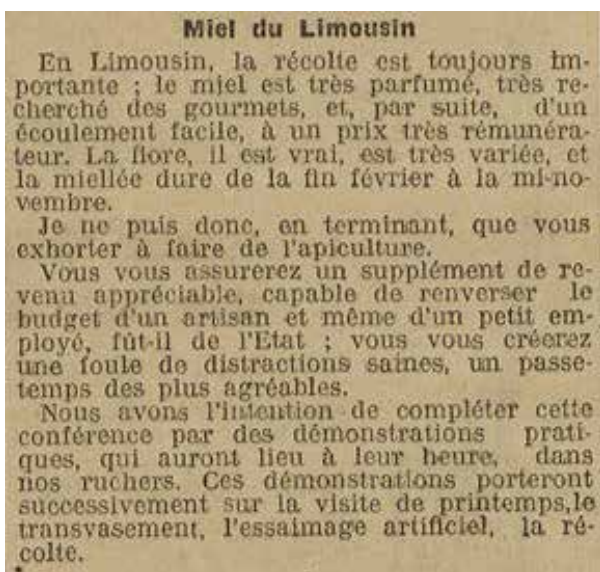 Miel du Limousin
En Limousin, la récolte est toujours im-
portante ; le miel est très parfumé, très re-
cherché des gourmets, et, par suite, d'un
écoulement facile, à un prix très rémunéra-
teur. La flore, il est vrai, est très variée, et
la miellée dure de la fin février à la mi-no-
vembre.
Je ne puis donc, en terminant, que vous
exhorter à faire de l'apiculture.
Vous vous assurerez un supplément de re-
venu appréciable, capable de renverser le
budget d'un artisan et même d'un petit em-
ployé, fût-il de l'Etat ; vous vous créerez
une foule de distractions saines, un passe-
temps des plus agréables.
Nous avons l'intention de compléter cette
conférence par des démonstrations prati-
ques, qui auront lieu à leur heure, dans
nos ruchers. Ces démonstrations porteront
successivement sur la visite de printemps,le
transvasement, l'essaimage artificiel, la ré-
colte.